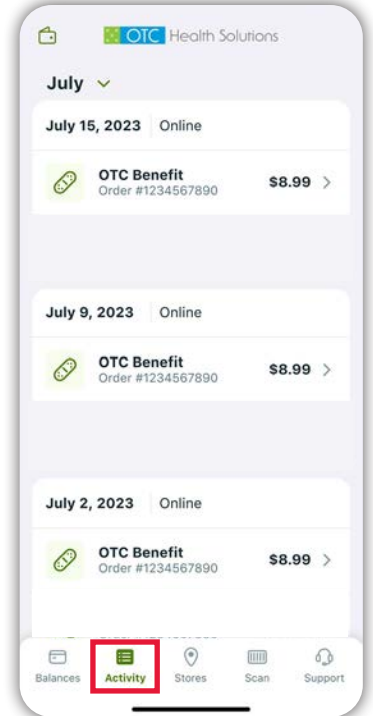 OTC Health Solutions
July
July 15, 2023 Online
OTC Benefit
$8.99
Order #1234567890
July 9, 2023 Online
OTC Benefit
$8.99
Order #1234567890
July 2, 2023 Online
OTC Benefit
$8.99
Order #1234567890
Balances Activity Stores Scan Support